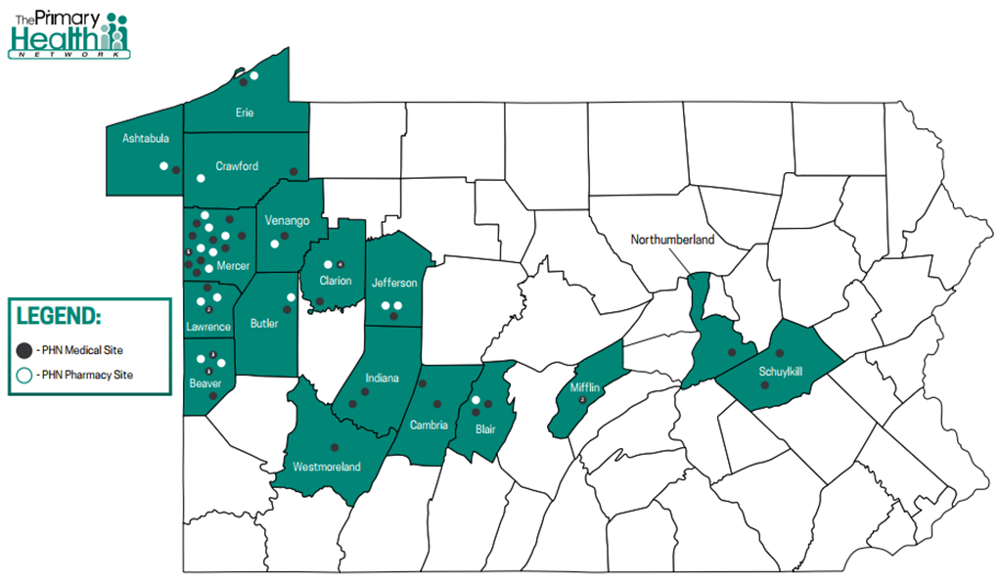 The Primary
Health
NETWORK
Erie
Ashtabula
Crawford
Venango
Northumberland
Mercer
Clarion
Jefferson
LEGEND:
- PHN Medical Site
- PHN Pharmacy Site
Lawrence
Butler
Beaver
Indiana
Schuylkill
Mifflin
Cambria
Blair
Westmoreland